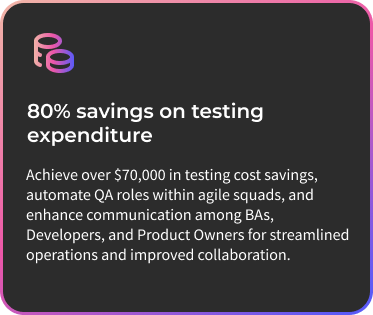 80% savings on testing
expenditure
Achieve over $70,000 in testing cost savings,
automate QA roles within agile squads, and
enhance communication among BAs,
Developers, and Product Owners for streamlined
operations and improved collaboration.